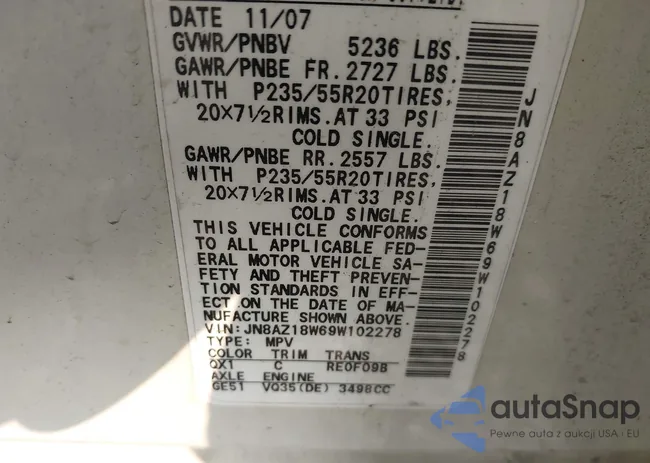 DATE 11/07
GVWR/PNBV 5236 LBS.
GAWR/PNBE FR. 2727 LBS.
WITH P235/55R20TIRES,
20X7½RIMS.AT 33 PSI
COLD SINGLE.
GAWR/PNBE RR. 2557 LBS.
WITH P235/55R20TIRES,
20X7½RIMS.AT 33 PSI
COLD SINGLE.
THIS VEHICLE CONFORMS
TO ALL APPLICABLE FED-
ERAL MOTOR VEHICLE SA-
FETY AND THEFT PREVEN-
TION STANDARDS IN EFF-
ECT ON THE DATE OF MA-
NUFACTURE SHOWN ABOVE.
VIN:JN8AZ18W69W102278
TYPE: MPV
COLOR TRIM TRANS
QX1 C RE0F09B
AXLE ENGINE
GE51 VQ35(DE) 3498CC
JN8AZ18W69W102278
autaSnap
Pewne auta z aukcji USA i EU